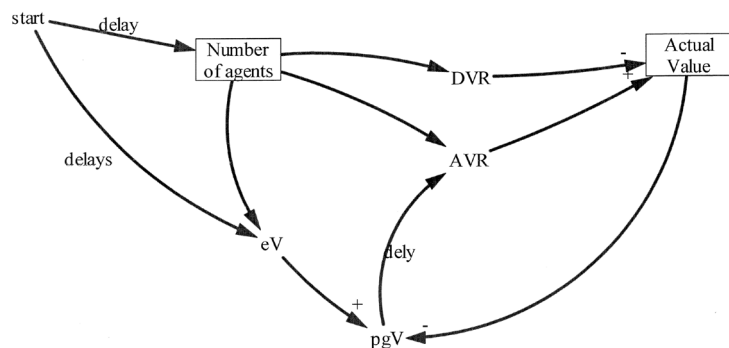 start
delay
Number
of agents
DVR
-
+
Actual
Value
delays
AVR
eV
dely
+
pgV
-